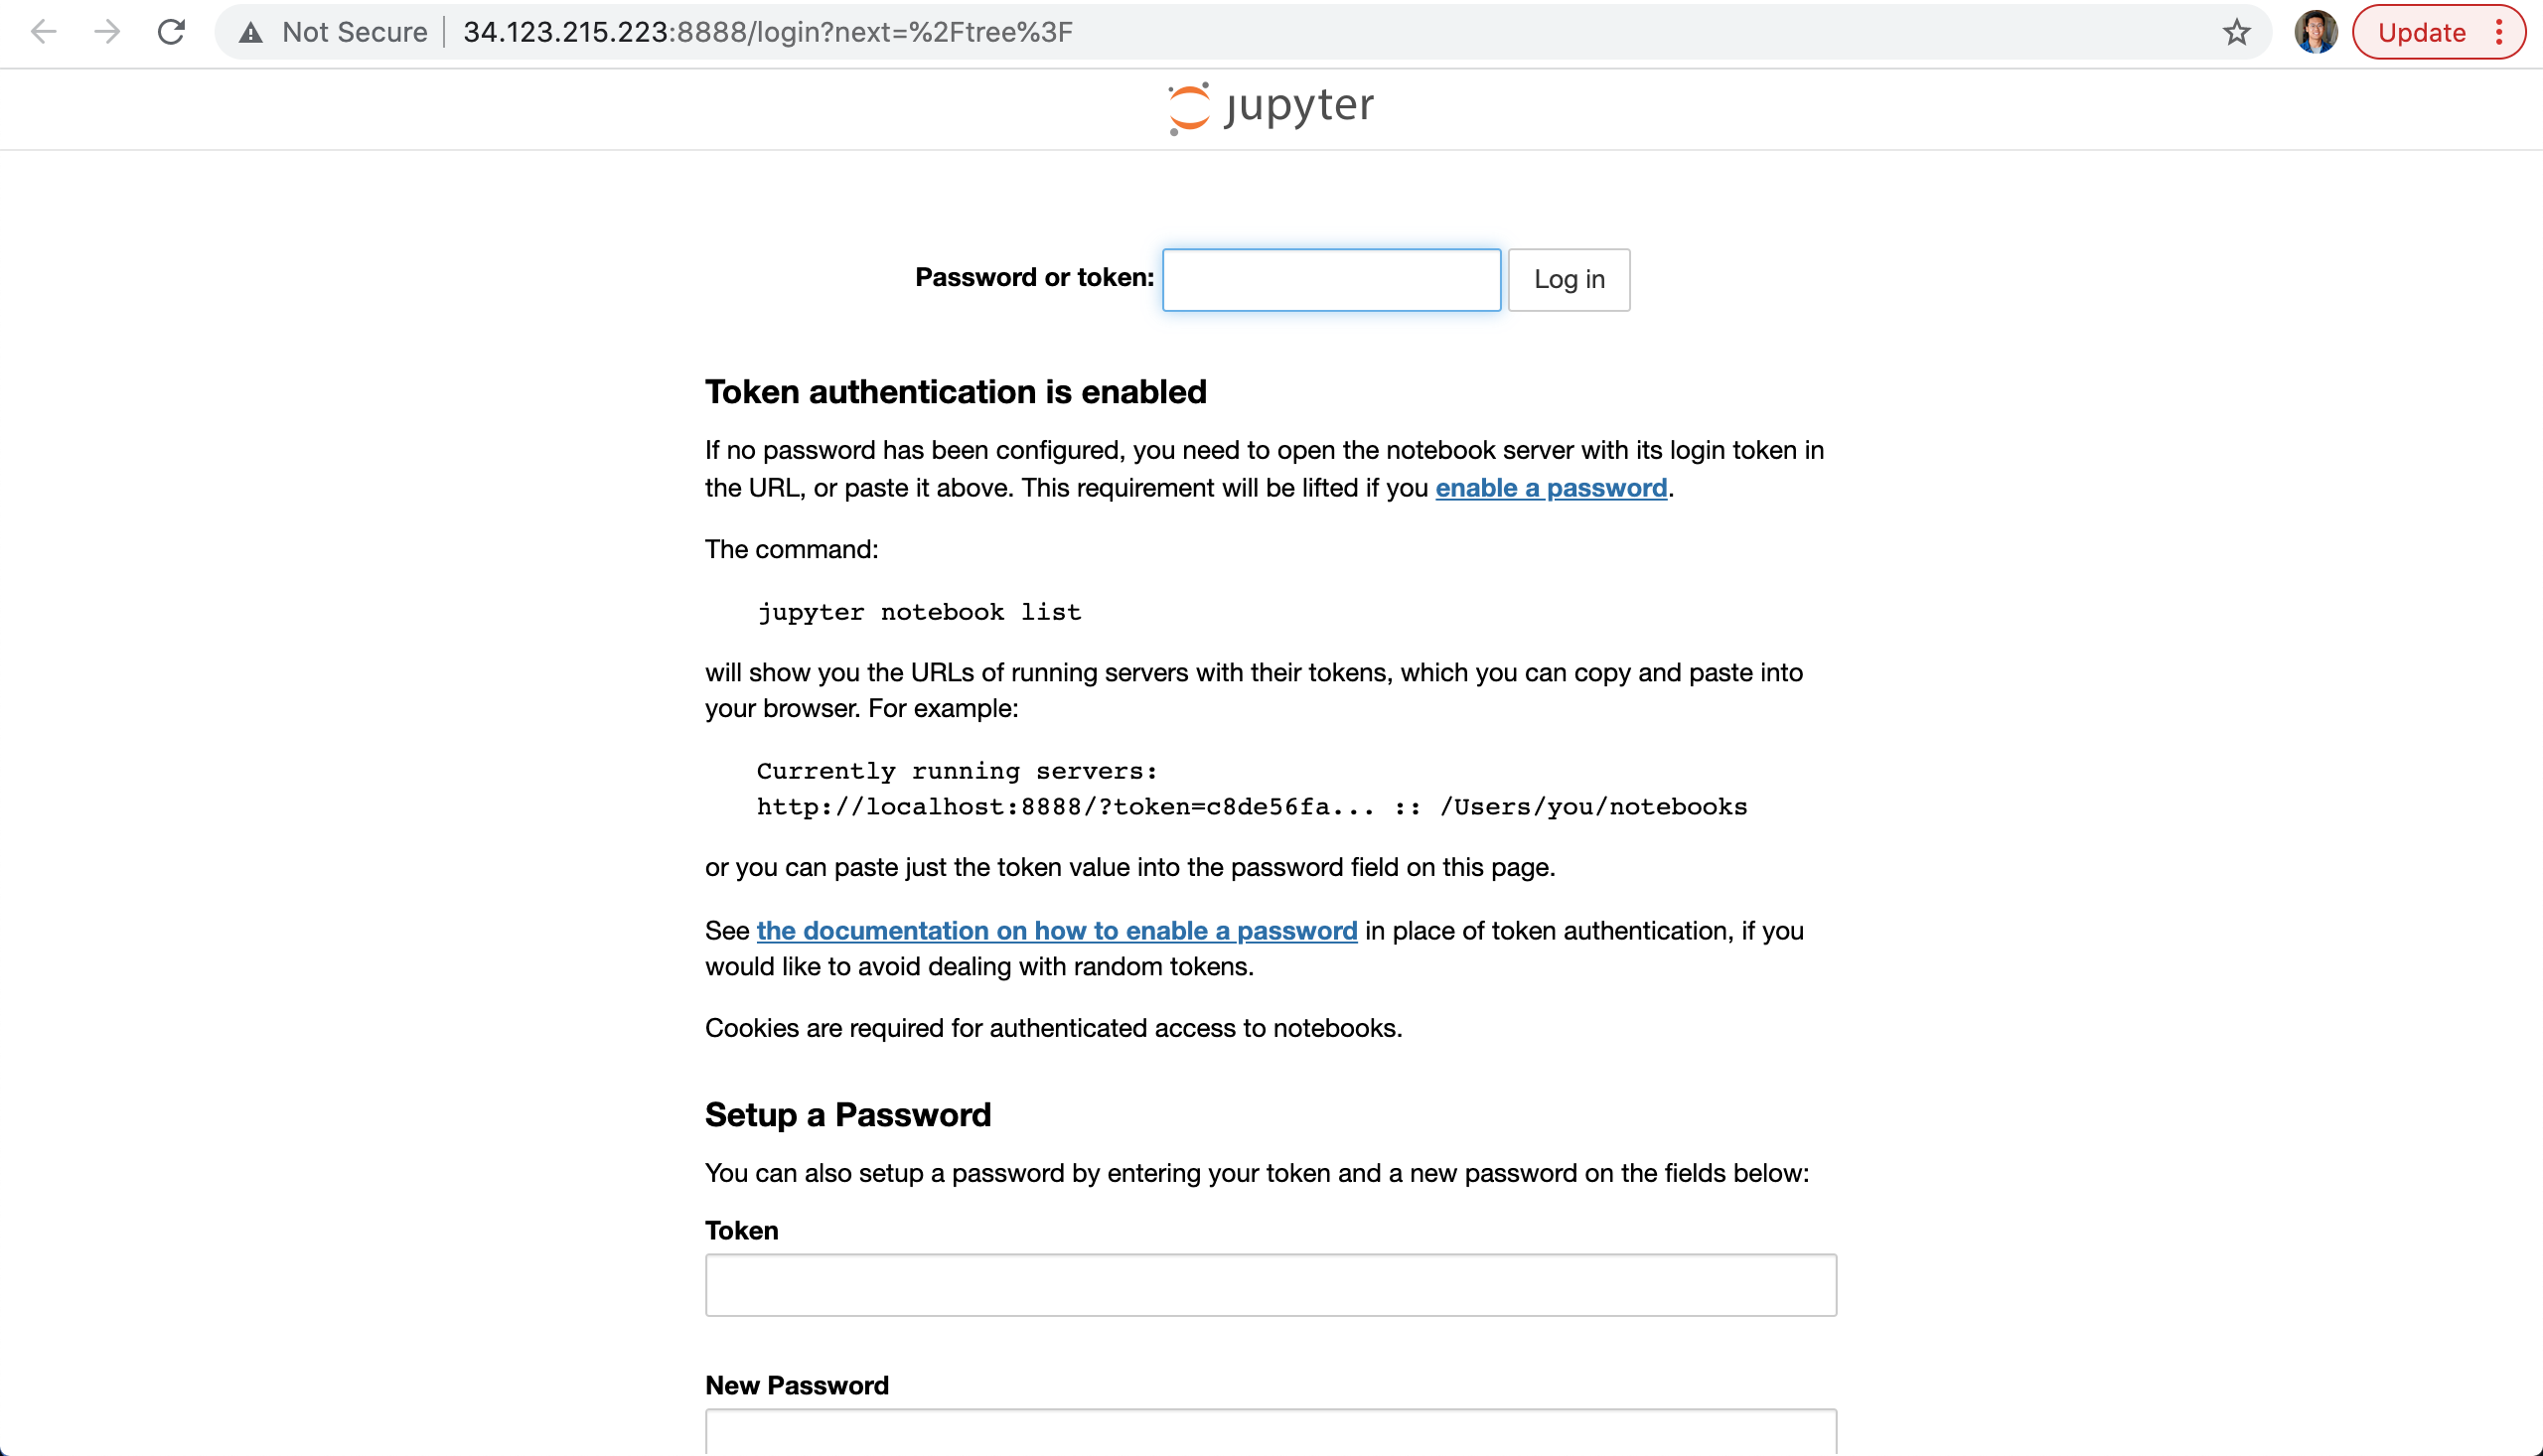 Not Secure 34.123.215.223:8888/login?next=%2Ftree%3F Update
jupyter
Password or token: Log in
Token authentication is enabled
If no password has been configured, you need to open the notebook server with its login token in
the URL, or paste it above. This requirement will be lifted if you enable a password.
The command:
jupyter notebook list
will show you the URLs of running servers with their tokens, which you can copy and paste into
your browser. For example:
Currently running servers:
http://localhost:8888/?token=c8de56fa... :: /Users/you/notebooks
or you can paste just the token value into the password field on this page.
See the documentation on how to enable a password in place of token authentication, if you
would like to avoid dealing with random tokens.
Cookies are required for authenticated access to notebooks.
Setup a Password
You can also setup a password by entering your token and a new password on the fields below:
Token
New Password